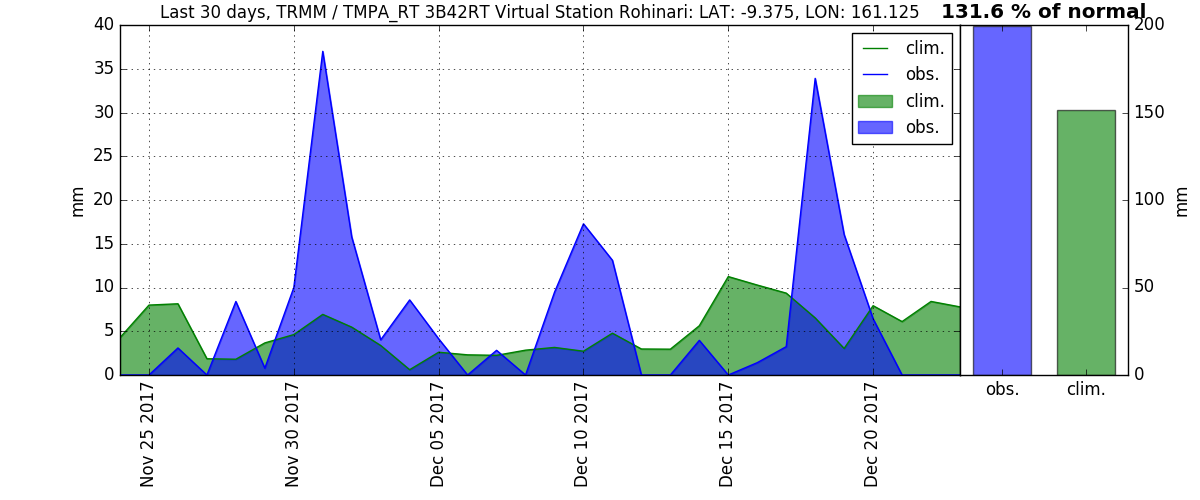 Last 30 days, TRMM / TMPA_RT 3B42RT Virtual Station Rohinari: LAT: -9.375, LON: 161.125
131.6 % of normal
40
35
30
25
20
15
10
5
0
mm
clim.
obs.
clim.
obs.
200
150
100
50
0
mm
Nov 25 2017
Nov 30 2017
Dec 05 2017
Dec 10 2017
Dec 15 2017
Dec 20 2017
obs.
clim.